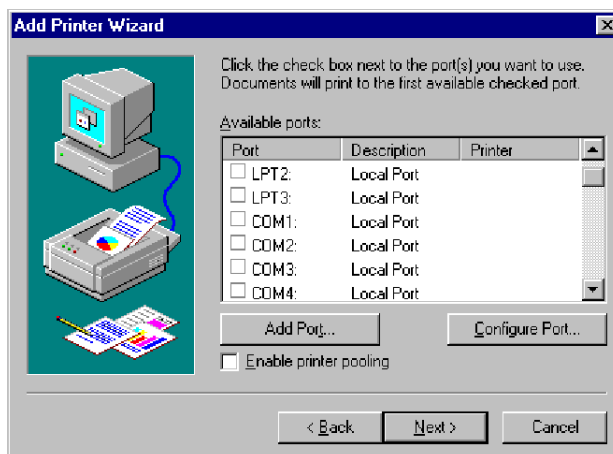 Add Printer Wizard
Click the check box next to the port(s) you want to use.
Documents will print to the first available checked port.
Available ports:
Port Description Printer
LPT2: Local Port
LPT3: Local Port
COM1: Local Port
COM2: Local Port
COM3: Local Port
COM4: Local Port
Add Port... Configure Port...
Enable printer pooling
< Back Next > Cancel